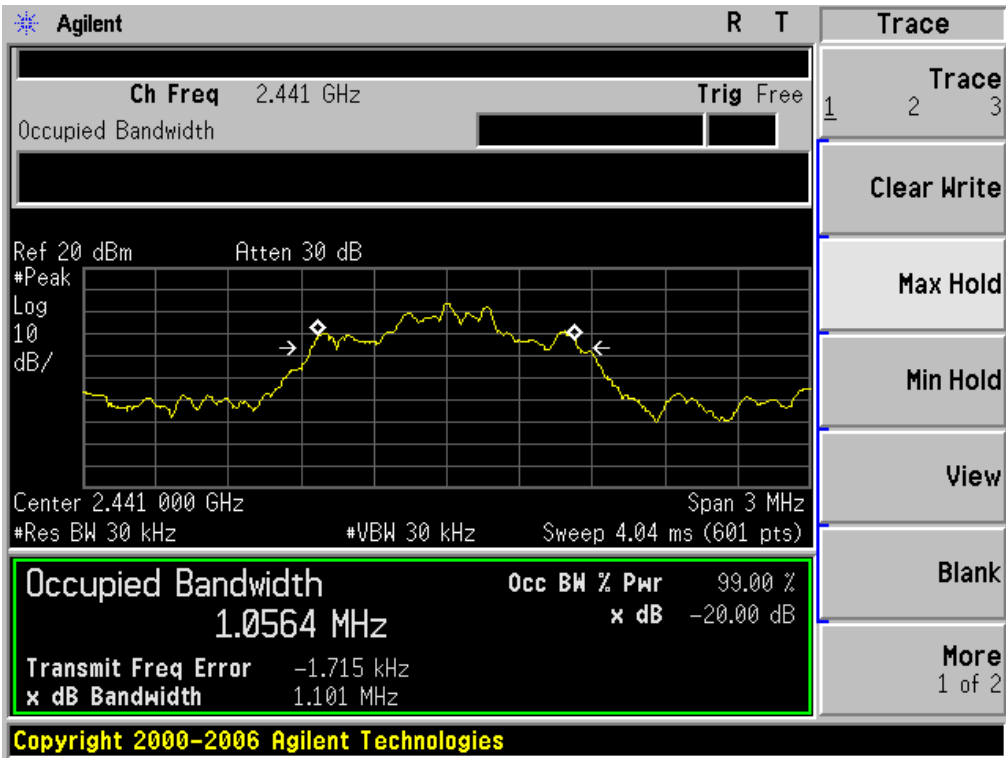 Agilent R T
Ch Freq 2.441 GHz Trig Free
Occupied Bandwidth
Ref 20 dBm Atten 30 dB
#Peak
Log
10
dB/
Center 2.441 000 GHz Span 3 MHz
#Res BW 30 kHz #VBW 30 kHz Sweep 4.04 ms (601 pts)
Occupied Bandwidth
1.0564 MHz
Occ BW % Pwr 99.00 %
x dB -20.00 dB
Transmit Freq Error -1.715 kHz
x dB Bandwidth 1.101 MHz
Copyright 2000-2006 Agilent Technologies
Trace
Trace
1 2 3
Clear Write
Max Hold
Min Hold
View
Blank
More
1 of 2